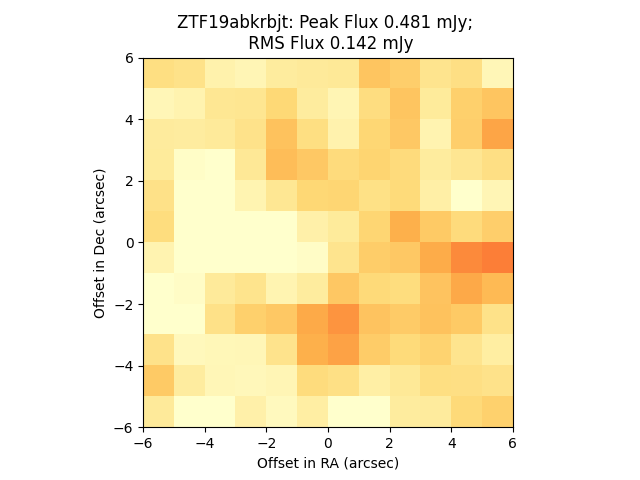 ZTF19abkrbjt: Peak Flux 0.481 mJy;
RMS Flux 0.142 mJy
6
4
2
0
−2
−4
−6
Offset in Dec (arcsec)
−6 −4 −2 0 2 4 6
Offset in RA (arcsec)